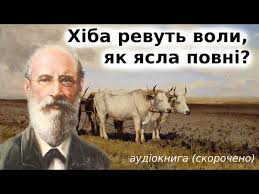 Хіба ревуть воли,
як ясла повні?
аудіокнига (скорочено)